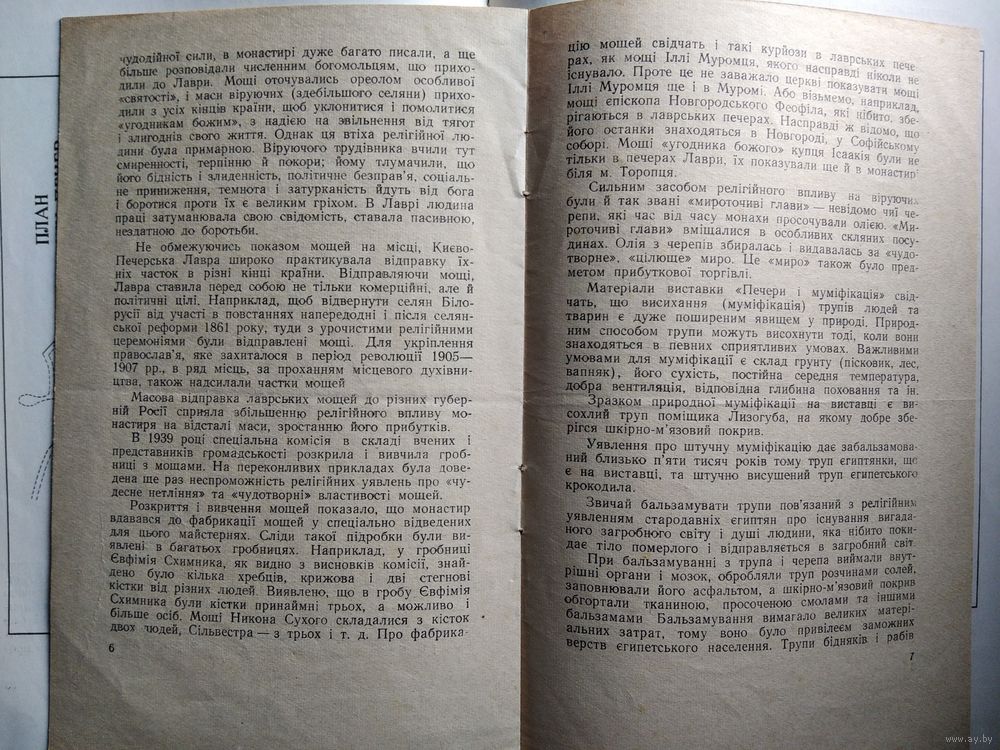 чудодійної сили, в монастирі дуже багато писали, а ще
більше розповідали численним богомольцям, що прихо-
дили до Лаври. Мощі оточувались ореолом особливої
«святості», і маси віруючих (здебільшого селяни) прихо-
дили з усіх кінців країни, щоб уклонитися і помолитися
«угодникам божим», з надією на звільнення від тягот
і злигоднів свого життя. Однак ця втіха релігійної лю-
дини була примарною. Віруючого трудівника вчили тут
смиренності, терпінню й покори; йому тлумачили, що
його бідність і злиденність, політичне безправ'я, соціаль-
не приниження, темнота і затурканість йдуть від бога
і боротися проти їх є великим гріхом. В Лаврі людина
праці затуманювала свою свідомість, ставала пасивною,
нездатною до боротьби.
Не обмежуючись показом мощей на місці, Києво-
Печерська Лавра широко практикувала відправку їх-
ніх часток в різні кінці країни. Відправляючи мощі,
Лавра ставила перед собою не тільки комерційні, але й
політичні цілі. Наприклад, щоб відвернути селян Біло-
русії від участі в повстаннях напередодні і після селян-
ської реформи 1861 року, туди з урочистими релігійними
церемоніями були відправлені мощі. Для укріплення
православ'я, яке захиталося в період революції 1905—
1907 рр., в ряд місць, за проханням місцевого духівни-
цтва, також надсилали частки мощей
Масова відправка лаврських мощей до різних губер-
ній Росії сприяла збільшенню релігійного впливу мо-
настиря на відсталі маси, зростанню його прибутків.
В 1939 році спеціальна комісія в складі вчених і
представників громадськості розкрила і вивчила гроб-
ниці з мощами. На переконливих прикладах була дове-
дена ще раз неспроможність релігійних уявлень про «чу-
десне нетління» та «чудотворні» властивості мощей.
Розкриття і вивчення мощей показало, що монастир
вдавався до фабрикації мощей у спеціально відведених
для цього майстернях. Сліди такої підробки були ви-
явлені в багатьох гробницях. Наприклад, у гробниці
Євфімія Схимника, як видно з висновків комісії, знай-
дено було кілька хребців, крижова і дві стегнові
кістки від різних людей. Виявлено, що в гробу Євфімія
Схимника були кістки принаймні трьох, а можливо і
більше осіб. Мощі Никона Сухого складалися з кісток
двох людей, Сільвестра — з трьох і т. д. Про фабрика-
6
цію мощей свідчать і такі курйози в лаврських пече-
рах, як мощі Іллі Муромця, якого насправді ніколи не
існувало. Проте це не заважало церкві показувати мощі
Іллі Муромця ще і в Муромі. Або візьмемо, наприклад,
мощі єпіскопа Новгородського Феофіла, які, нібито, збе-
рігаються в лаврських печерах. Насправді ж відомо, що
його останки знаходяться в Новгороді, у Софійському
соборі. Мощі «угодника божого» купця Ісаакія були не
тільки в печерах Лаври, їх показували ще й в монастирі
біля м. Торопця.
Сильним засобом релігійного впливу на віруючих
були й так звані «мироточиві глави» — невідомо чиї че-
репи, які час від часу монахи просочували олією. «Ми-
роточиві глави» вміщалися в особливих скляних посу-
динах. Олія з черепів збиралась і видавалась за «чудо-
творне», «цілюще» миро. Це «миро» також було пред-
метом прибуткової торгівлі.
Матеріали виставки «Печери і муміфікація» свід-
чать, що висихання (муміфікація) трупів людей та
тварин є дуже поширеним явищем у природі. Природ-
ним способом трупи можуть висохнути тоді, коли вони
знаходяться в певних сприятливих умовах. Важливими
умовами для муміфікації є склад грунту (пісковик, лес,
вапняк), його сухість, постійна середня температура,
добра вентиляція, відповідна глибина поховання та ін.
Зразком природної муміфікації на виставці є ви-
сохлий труп поміщика Лизогуба, на якому добре збе-
рігся шкірно-м'язовий покрив.
Уявлення про штучну муміфікацію дає забальзамова-
ний близько п'яти тисяч років тому труп єгиптянки, що
є на виставці, та штучно висушений труп єгипетського
крокодила.
Звичай бальзамувати трупи пов'язаний з релігійним
уявленням стародавніх єгиптян про існування вигада-
ного загробного світу і душі людини, яка нібито поки-
дає тіло померлого і відправляється в загробний світ
При бальзамуванні з трупа і черепа виймали внут-
рішні органи і мозок, обробляли труп розчинами солей,
заповнювали його асфальтом, а шкірно-м'язовий покрив
обгортали тканиною, просоченою смолами та іншими
бальзамами Бальзамування вимагало великих матері-
альних затрат, тому воно було привілеєм заможних
верств єгипетського населення. Трупи бідняків і рабів
7
ПЛАН
www.ay.by